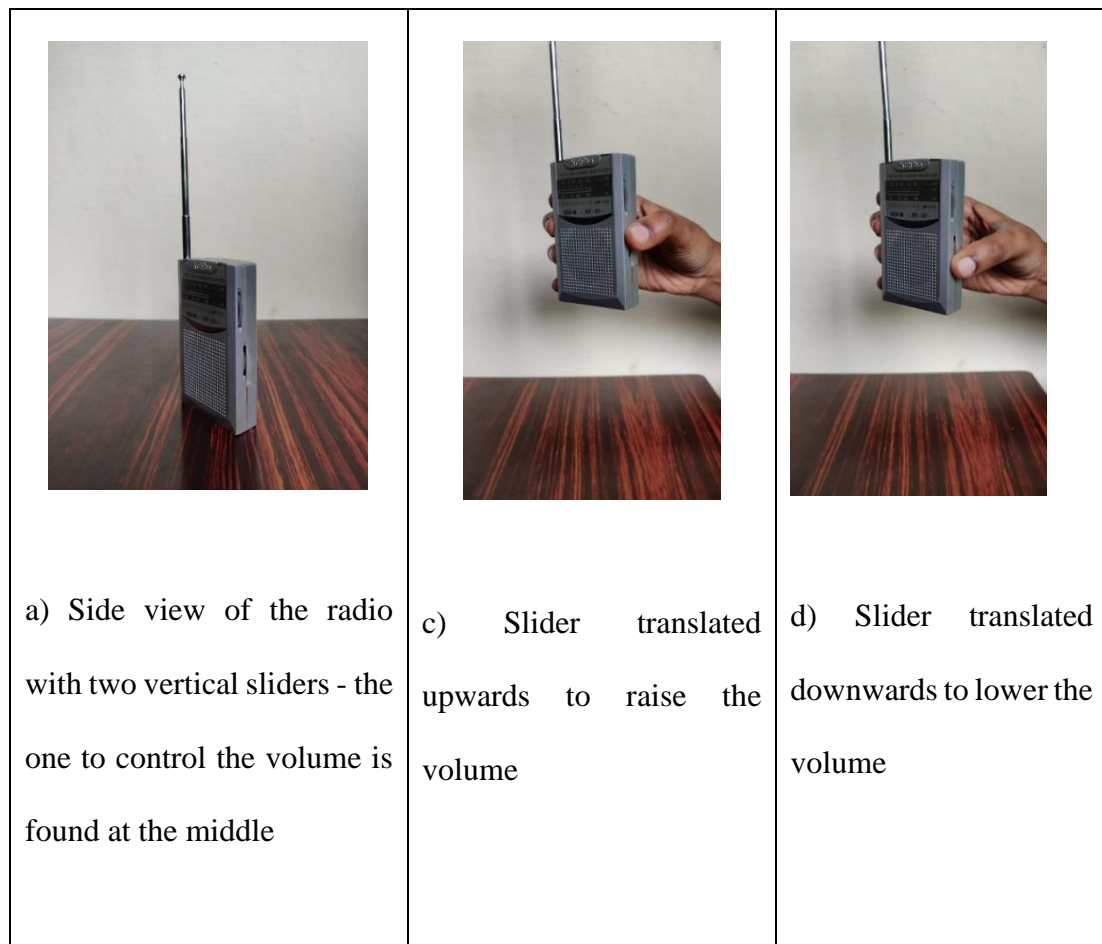 a) Side view of the radio
with two vertical sliders - the
one to control the volume is
found at the middle
c) Slider translated
upwards to raise the
volume
d) Slider translated
downwards to lower the
volume